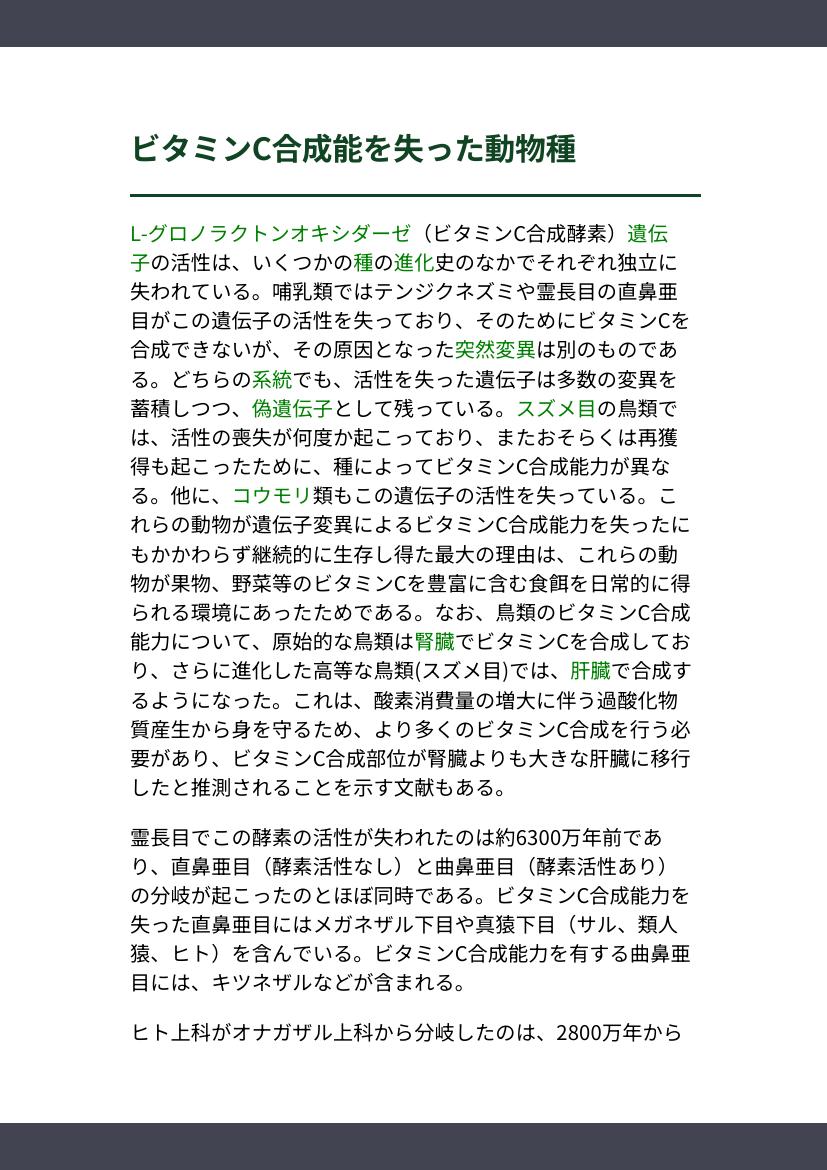 ビタミンC合成能を失った動物種
L-グロノラクトンオキシダーゼ（ビタミンC合成酵素）遺伝
子の活性は、いくつかの種の進化史のなかでそれぞれ独立に
失われている。哺乳類ではテンジクネズミや霊長目の直鼻亜
目がこの遺伝子の活性を失っており、そのためにビタミンCを
合成できないが、その原因となった突然変異は別のものであ
る。どちらの系統でも、活性を失った遺伝子は多数の変異を
蓄積しつつ、偽遺伝子として残っている。スズメ目の鳥類で
は、活性の喪失が何度か起こっており、またおそらくは再獲
得も起こったために、種によってビタミンC合成能力が異な
る。他に、コウモリ類もこの遺伝子の活性を失っている。こ
れらの動物が遺伝子変異によるビタミンC合成能力を失ったに
もかかわらず継続的に生存し得た最大の理由は、これらの動
物が果物、野菜等のビタミンCを豊富に含む食餌を日常的に得
られる環境にあったためである。なお、鳥類のビタミンC合成
能力について、原始的な鳥類は腎臓でビタミンCを合成してお
り、さらに進化した高等な鳥類(スズメ目)では、肝臓で合成す
るようになった。これは、酸素消費量の増大に伴う過酸化物
質産生から身を守るため、より多くのビタミンC合成を行う必
要があり、ビタミンC合成部位が腎臓よりも大きな肝臓に移行
したと推測されることを示す文献もある。
霊長目でこの酵素の活性が失われたのは約6300万年前であ
り、直鼻亜目（酵素活性なし）と曲鼻亜目（酵素活性あり）
の分岐が起こったのとほぼ同時である。ビタミンC合成能力を
失った直鼻亜目にはメガネザル下目や真猿下目（サル、類人
猿、ヒト）を含んでいる。ビタミンC合成能力を有する曲鼻亜
目には、キツネザルなどが含まれる。
ヒト上科がオナガザル上科から分岐したのは、2800万年から